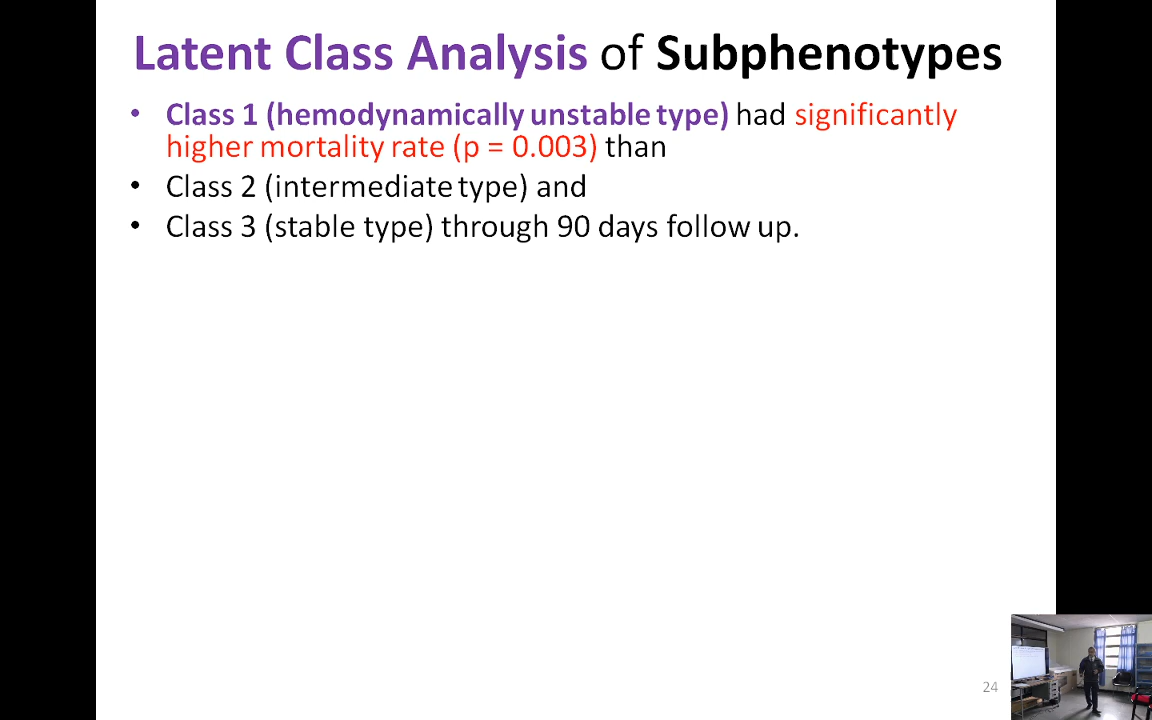 Latent Class Analysis of Subphenotypes
• Class 1 (hemodynamically unstable type) had significantly
higher mortality rate (p = 0.003) than
• Class 2 (intermediate type) and
• Class 3 (stable type) through 90 days follow up.
24